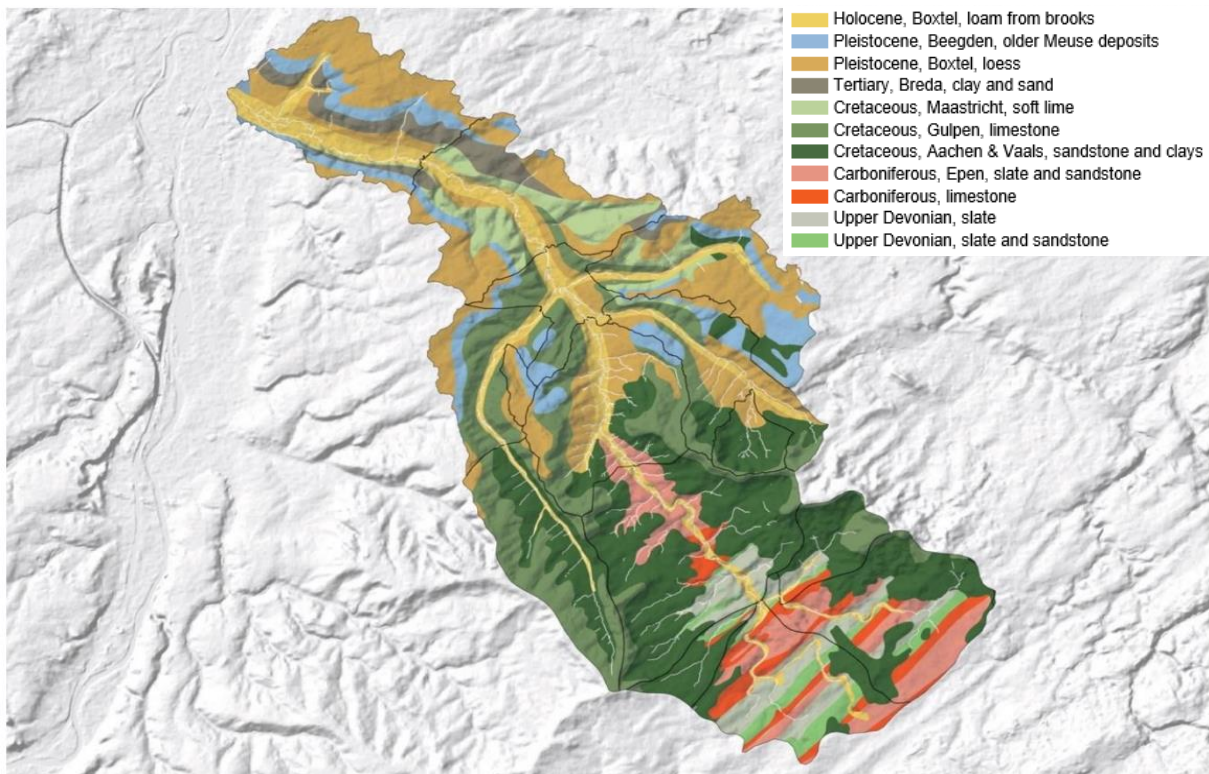 Holocene, Boxtel, loam from brooks
Pleistocene, Beegden, older Meuse deposits
Pleistocene, Boxtel, loess
Tertiary, Breda, clay and sand
Cretaceous, Maastricht, soft lime
Cretaceous, Gulpen, limestone
Cretaceous, Aachen & Vaals, sandstone and clays
Carboniferous, Epen, slate and sandstone
Carboniferous, limestone
Upper Devonian, slate
Upper Devonian, slate and sandstone